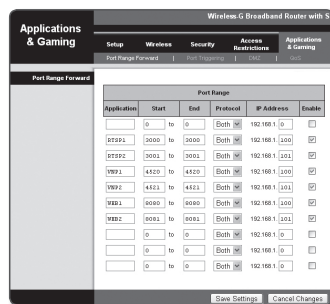 Wireless-G Broadband Router with S
Applications & Gaming
Setup Wireless Security Access Restrictions Applications & Gaming
Port Range Forward | Port Triggering | DMZ | QoS
Port Range Forward
Port Range
Application Start End Protocol IP Address Enable
0 to 0 Both 192.168.1. 0
RTSP1 3000 to 3000 Both 192.168.1. 100
RTSP2 3001 to 3001 Both 192.168.1. 101
VNP1 4520 to 4520 Both 192.168.1. 100
VNP2 4521 to 4521 Both 192.168.1. 101
WEB1 8080 to 8080 Both 192.168.1. 100
WEB2 8081 to 8081 Both 192.168.1. 101
0 to 0 Both 192.168.1. 0
0 to 0 Both 192.168.1. 0
0 to 0 Both 192.168.1. 0
Save Settings Cancel Changes